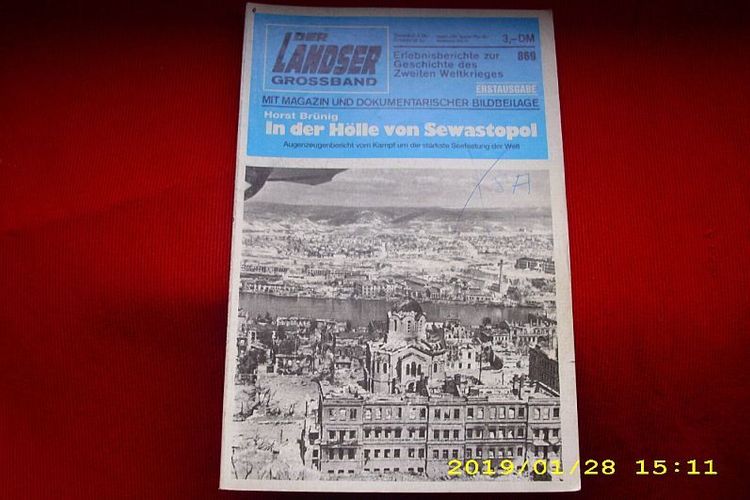 DER
LANDSER
GROSSBAND
3,-DM
Erlebnisberichte zur
Geschichte des
Zweiten Weltkrieges
869
ERSTAUSGABE
MIT MAGAZIN UND DOKUMENTARISCHER BILDBEILAGE
Horst Brünig
In der Hölle von Sewastopol
Augenzeugenbericht vom Kampf um die stärkste Seefestung der Welt
2019/01/28 15:11